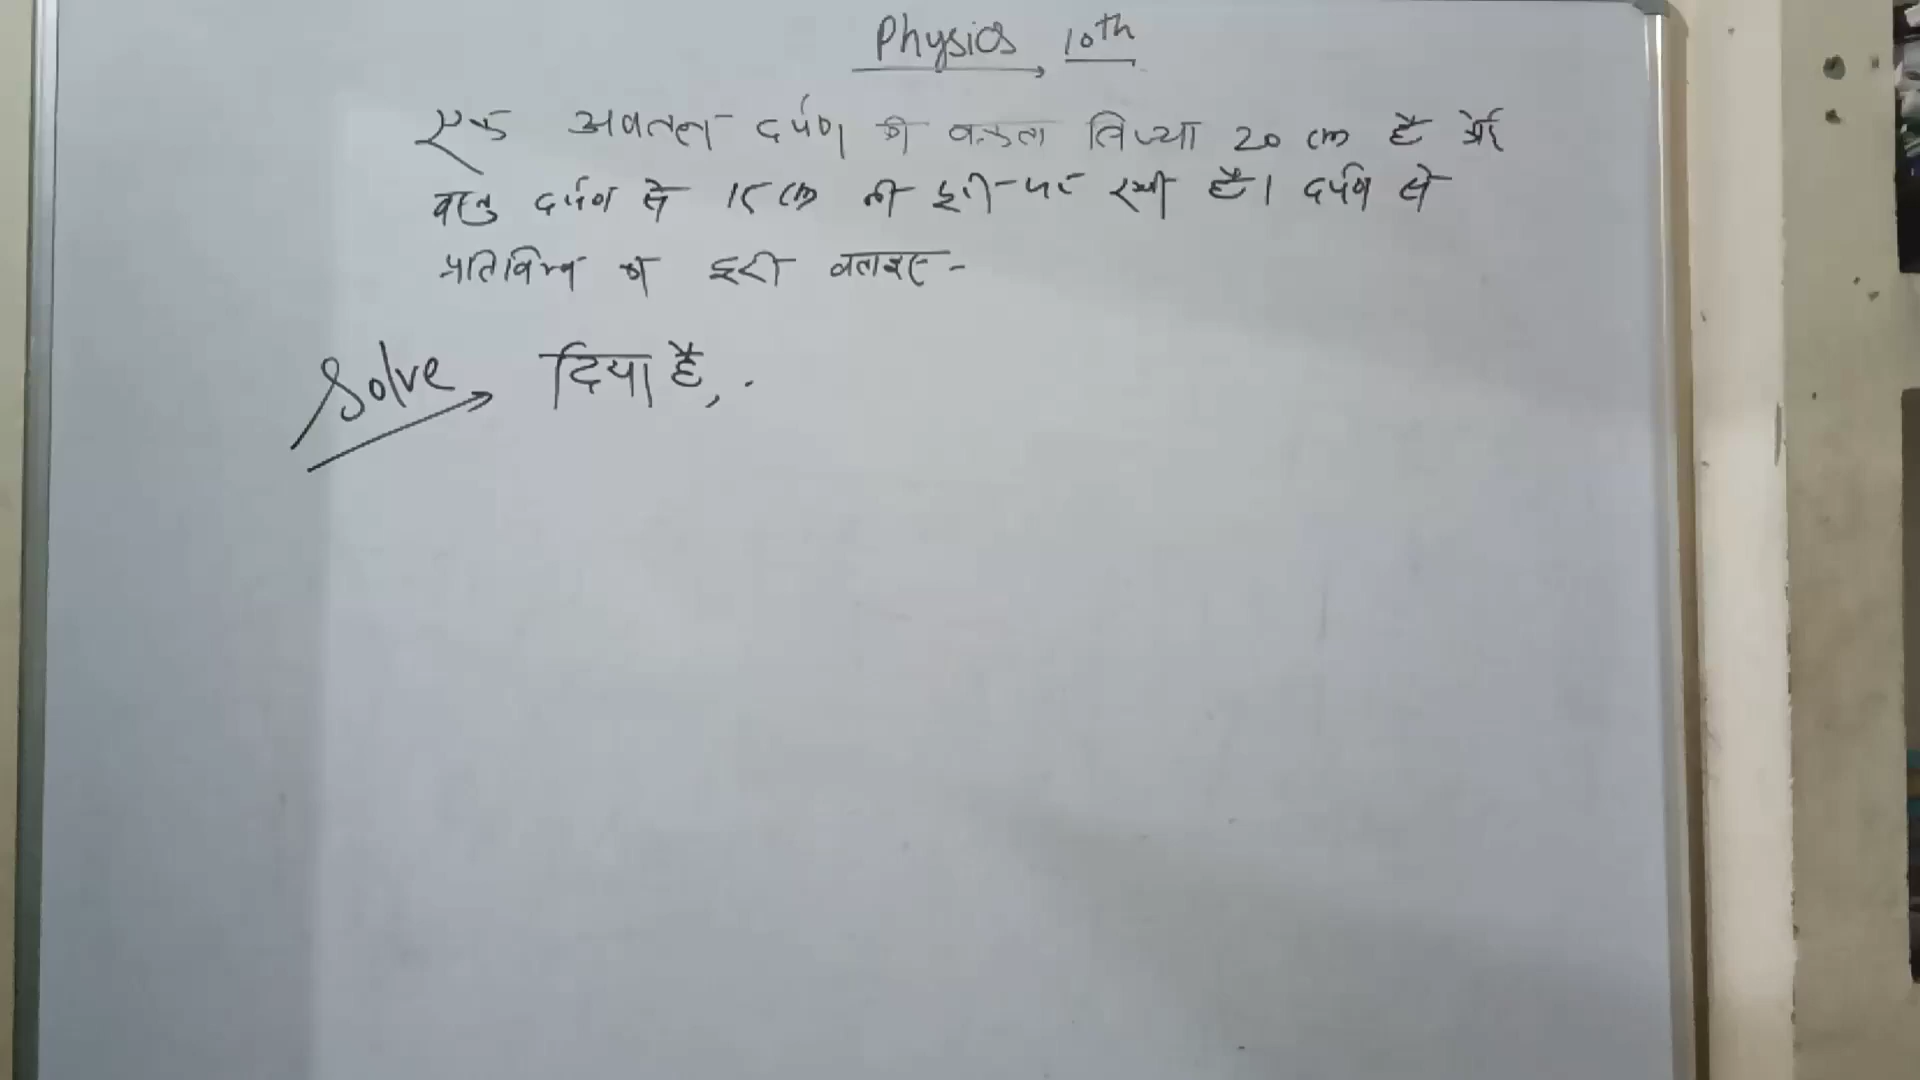 Physics 10th
एक अवतल दर्पण की वक्रता त्रिज्या 20 cm है और
वस्तु दर्पण से 15 cm की दूरी पर रखी है। दर्पण से
प्रतिबिम्ब की दूरी बताइए -
Solve दिया है,